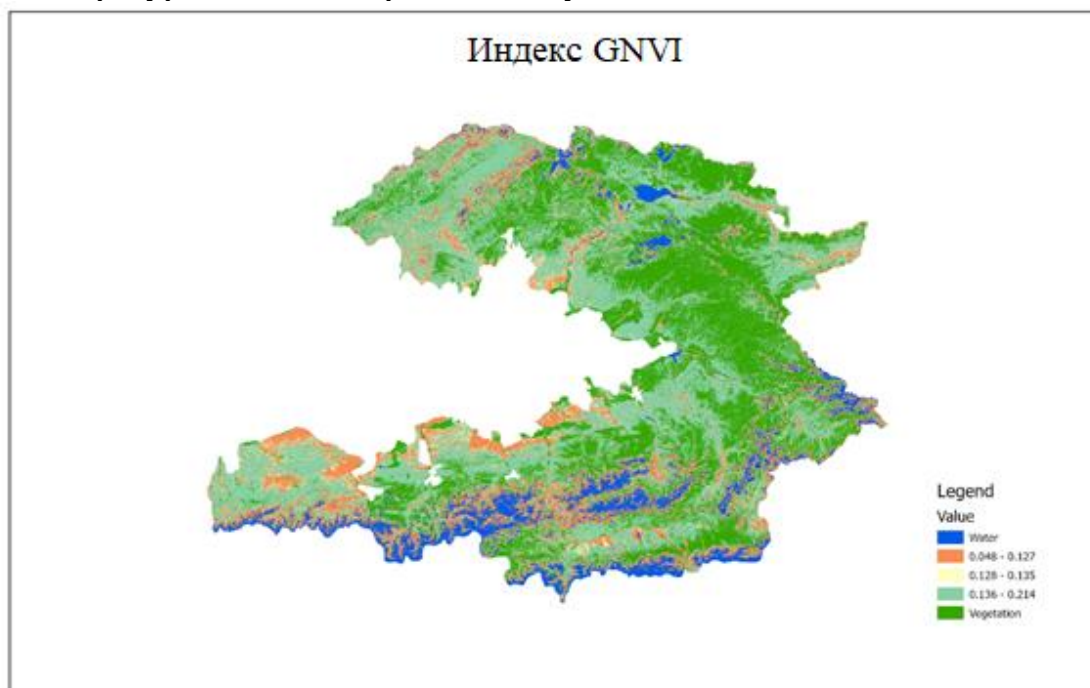 Индекс GNVI
Legend
Value
Water
0.048 - 0.127
0.128 - 0.135
0.136 - 0.214
Vegetation